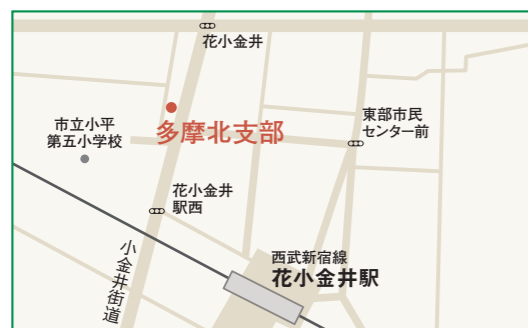 花小金井
多摩北支部
東部市民
センター前
市立小平
第五小学校
花小金井
駅西
小金井街道
西武新宿線
花小金井駅